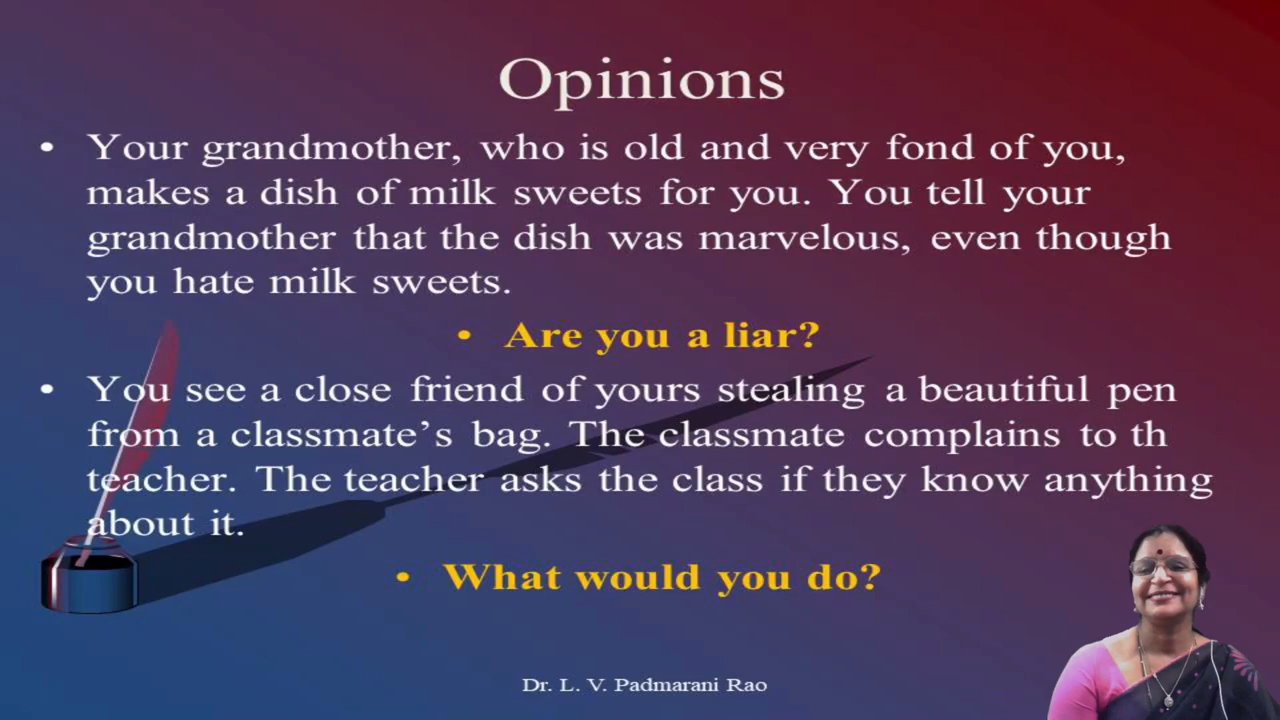 Opinions
• Your grandmother, who is old and very fond of you,
makes a dish of milk sweets for you. You tell your
grandmother that the dish was marvelous, even though
you hate milk sweets.
• Are you a liar?
• You see a close friend of yours stealing a beautiful pen
from a classmate’s bag. The classmate complains to th
teacher. The teacher asks the class if they know anything
about it.
• What would you do?
Dr. L. V. Padmarani Rao